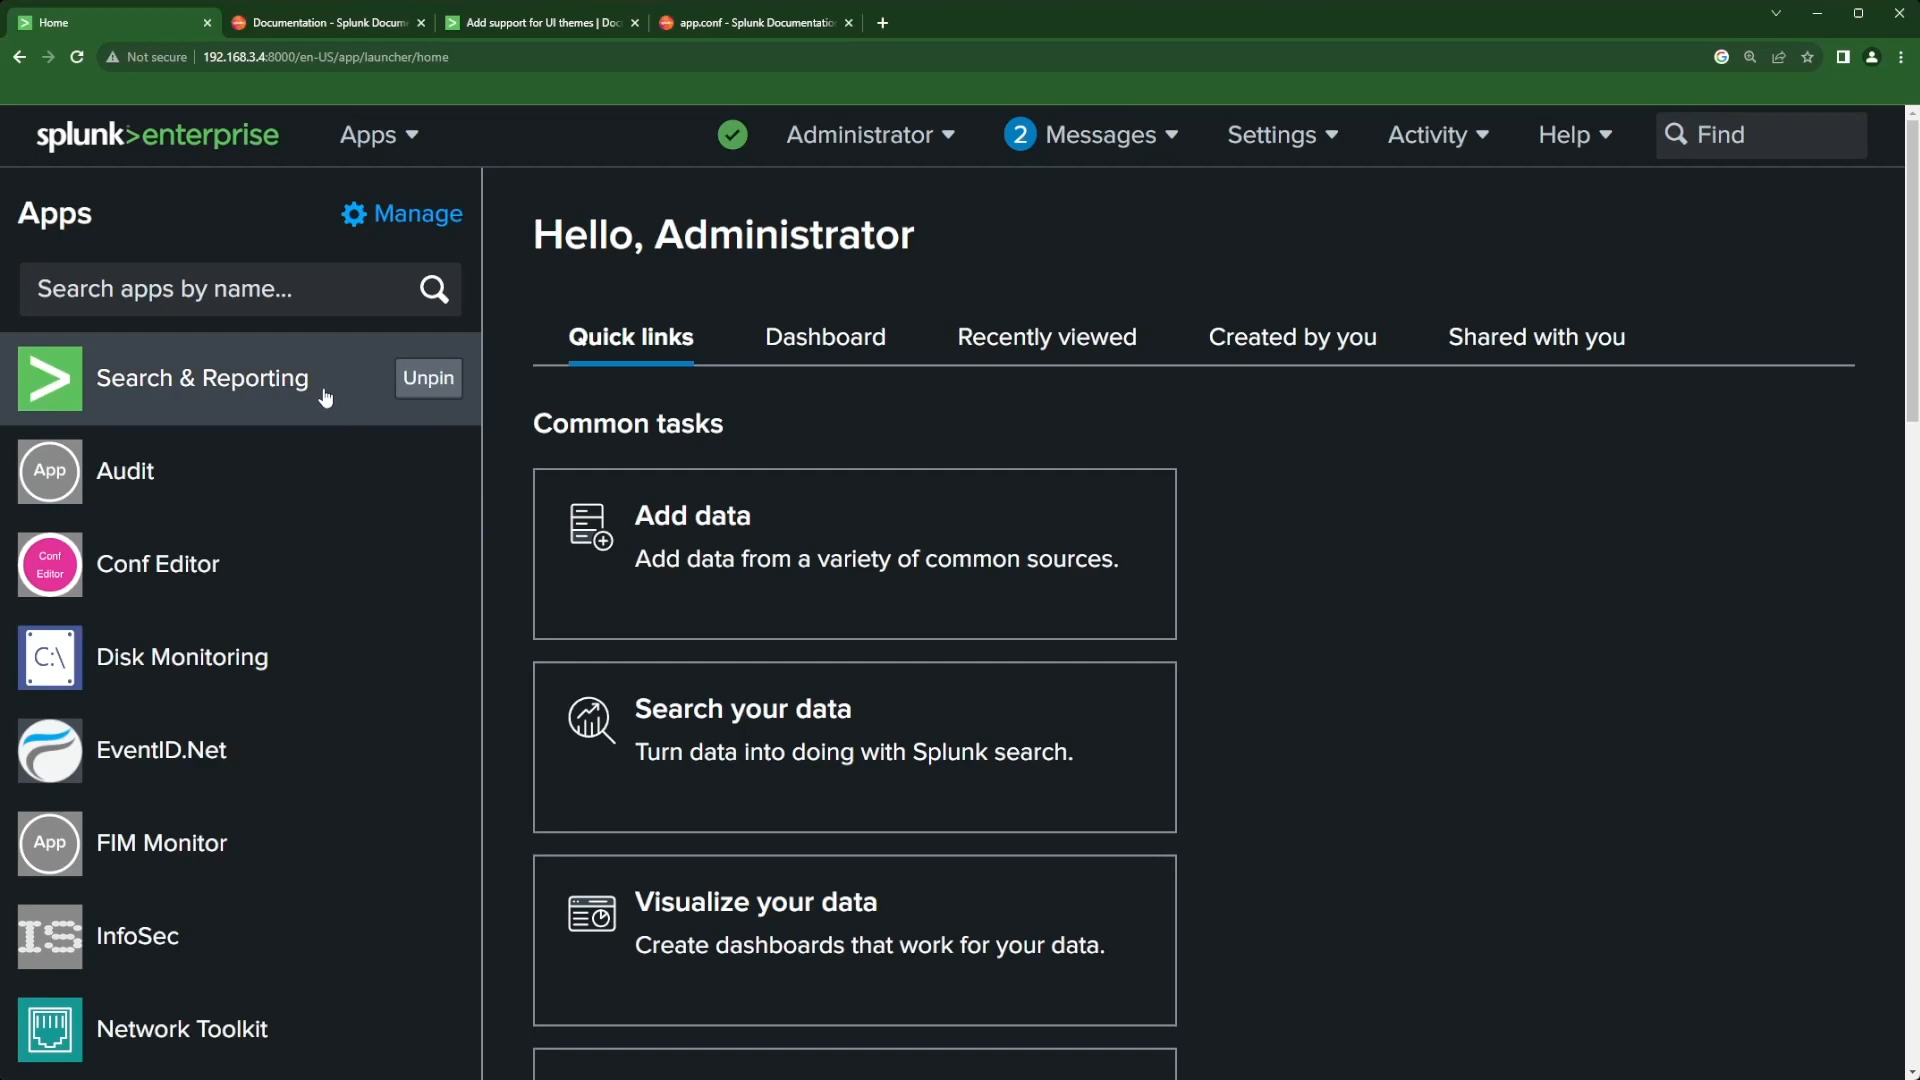 Home
Documentation - Splunk Docum
Add support for UI themes | Doc
app.conf - Splunk Documentatio
Not secure
192.168.3.4:8000/en-US/app/launcher/home
splunk>enterprise
Apps
Administrator
2
Messages
Settings
Activity
Help
Find
Apps
Manage
Search apps by name...
Search & Reporting
Unpin
App
Audit
Conf
Editor
Conf Editor
C:\
Disk Monitoring
EventID.Net
App
FIM Monitor
IS
InfoSec
Network Toolkit
Hello, Administrator
Quick links
Dashboard
Recently viewed
Created by you
Shared with you
Common tasks
Add data
Add data from a variety of common sources.
Search your data
Turn data into doing with Splunk search.
Visualize your data
Create dashboards that work for your data.